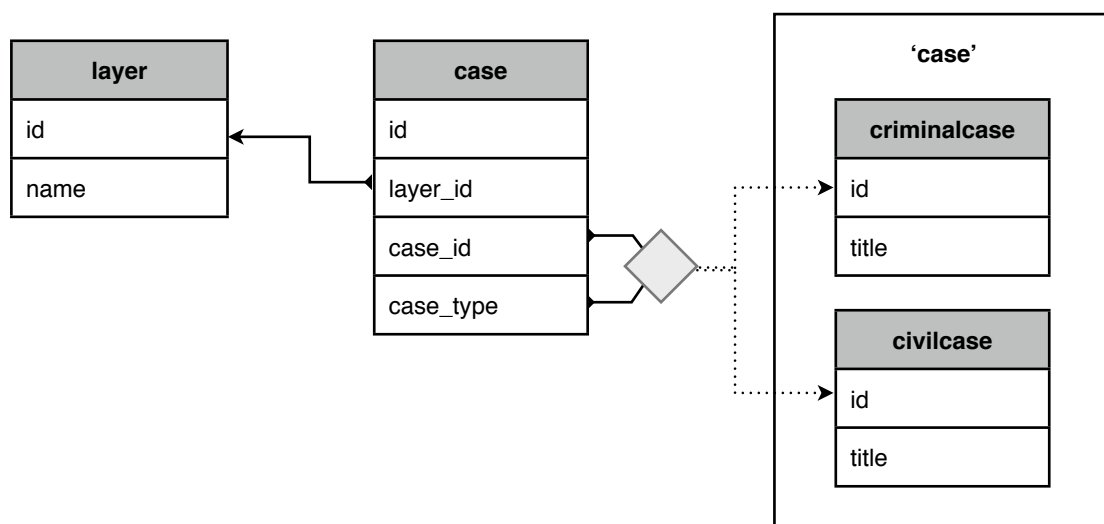 layer
id
name
case
id
layer_id
case_id
case_type
‘case’
criminalcase
id
title
civilcase
id
title